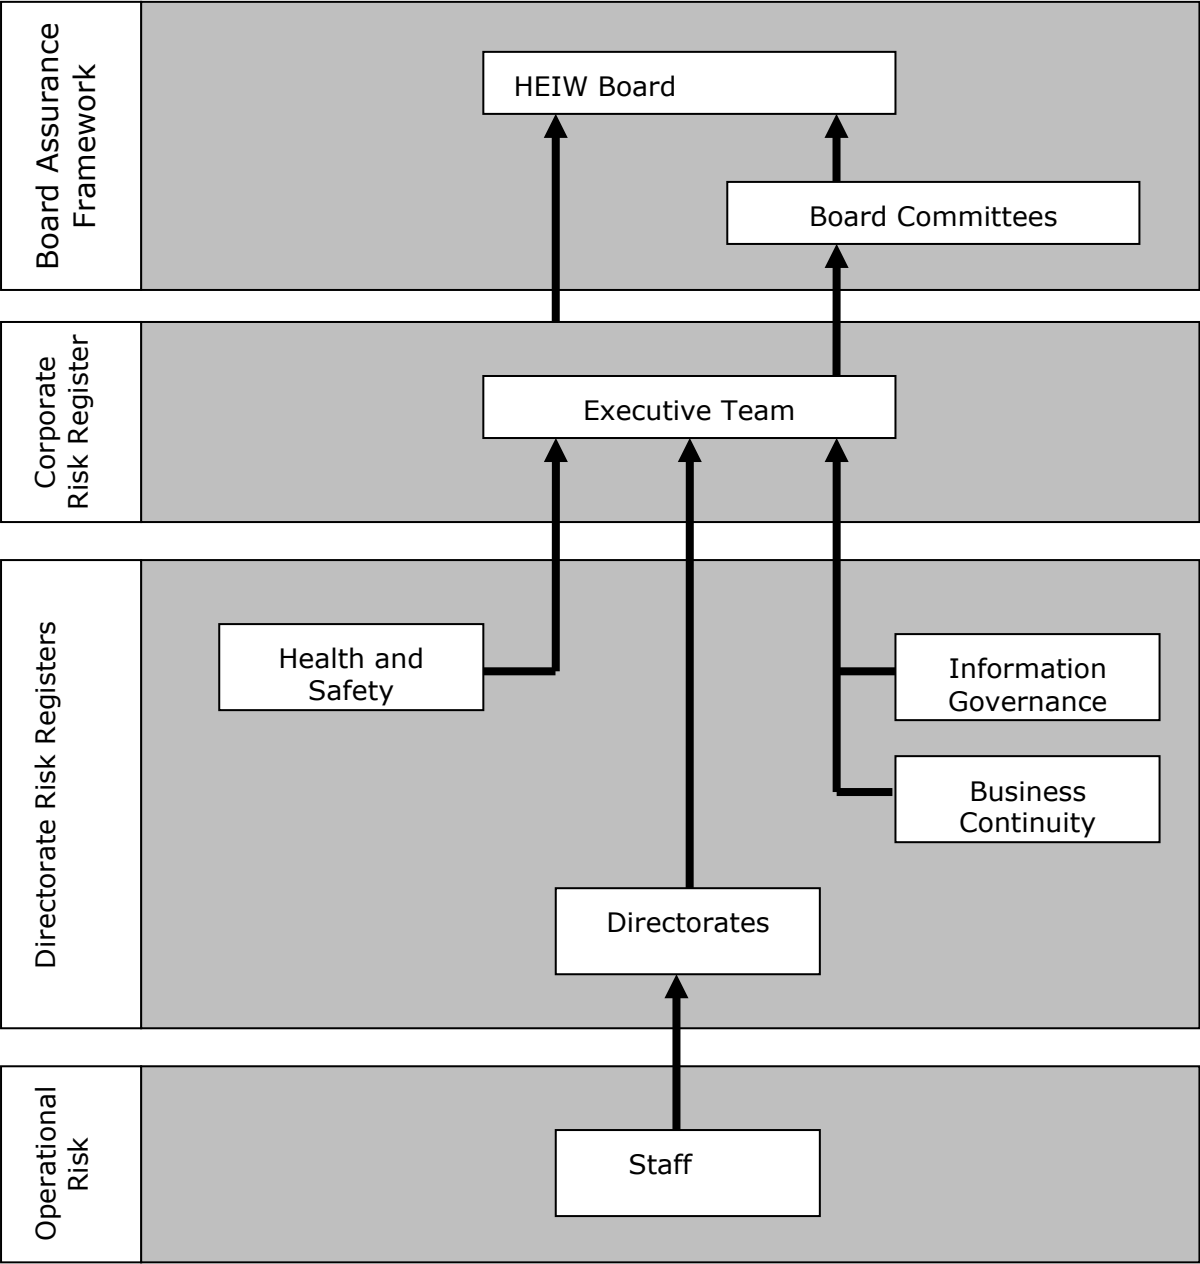 Board Assurance
Framework
HEIW Board
Board Committees
Corporate
Risk Register
Executive Team
Directorate Risk Registers
Health and
Safety
Information
Governance
Business
Continuity
Directorates
Operational
Risk
Staff